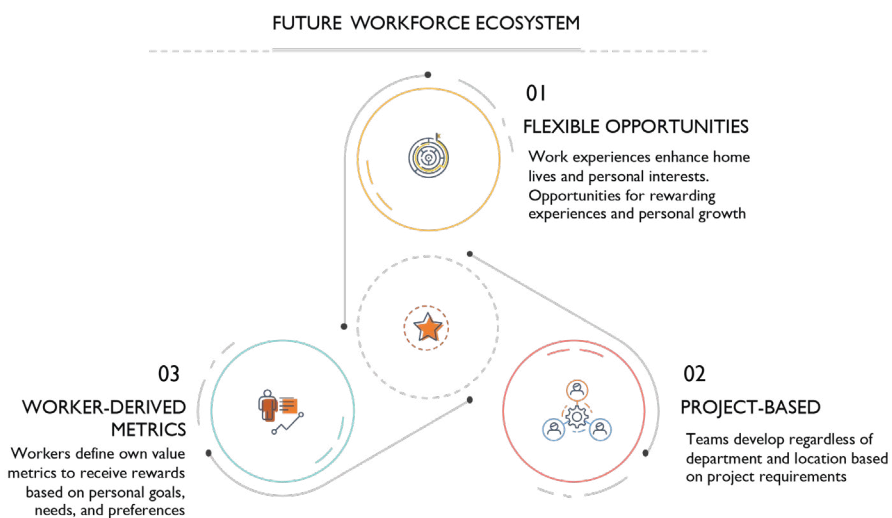 FUTURE WORKFORCE ECOSYSTEM
01
FLEXIBLE OPPORTUNITIES
Work experiences enhance home
lives and personal interests.
Opportunities for rewarding
experiences and personal growth
02
PROJECT-BASED
Teams develop regardless of
department and location based
on project requirements
03
WORKER-DERIVED
METRICS
Workers define own value
metrics to receive rewards
based on personal goals,
needs, and preferences